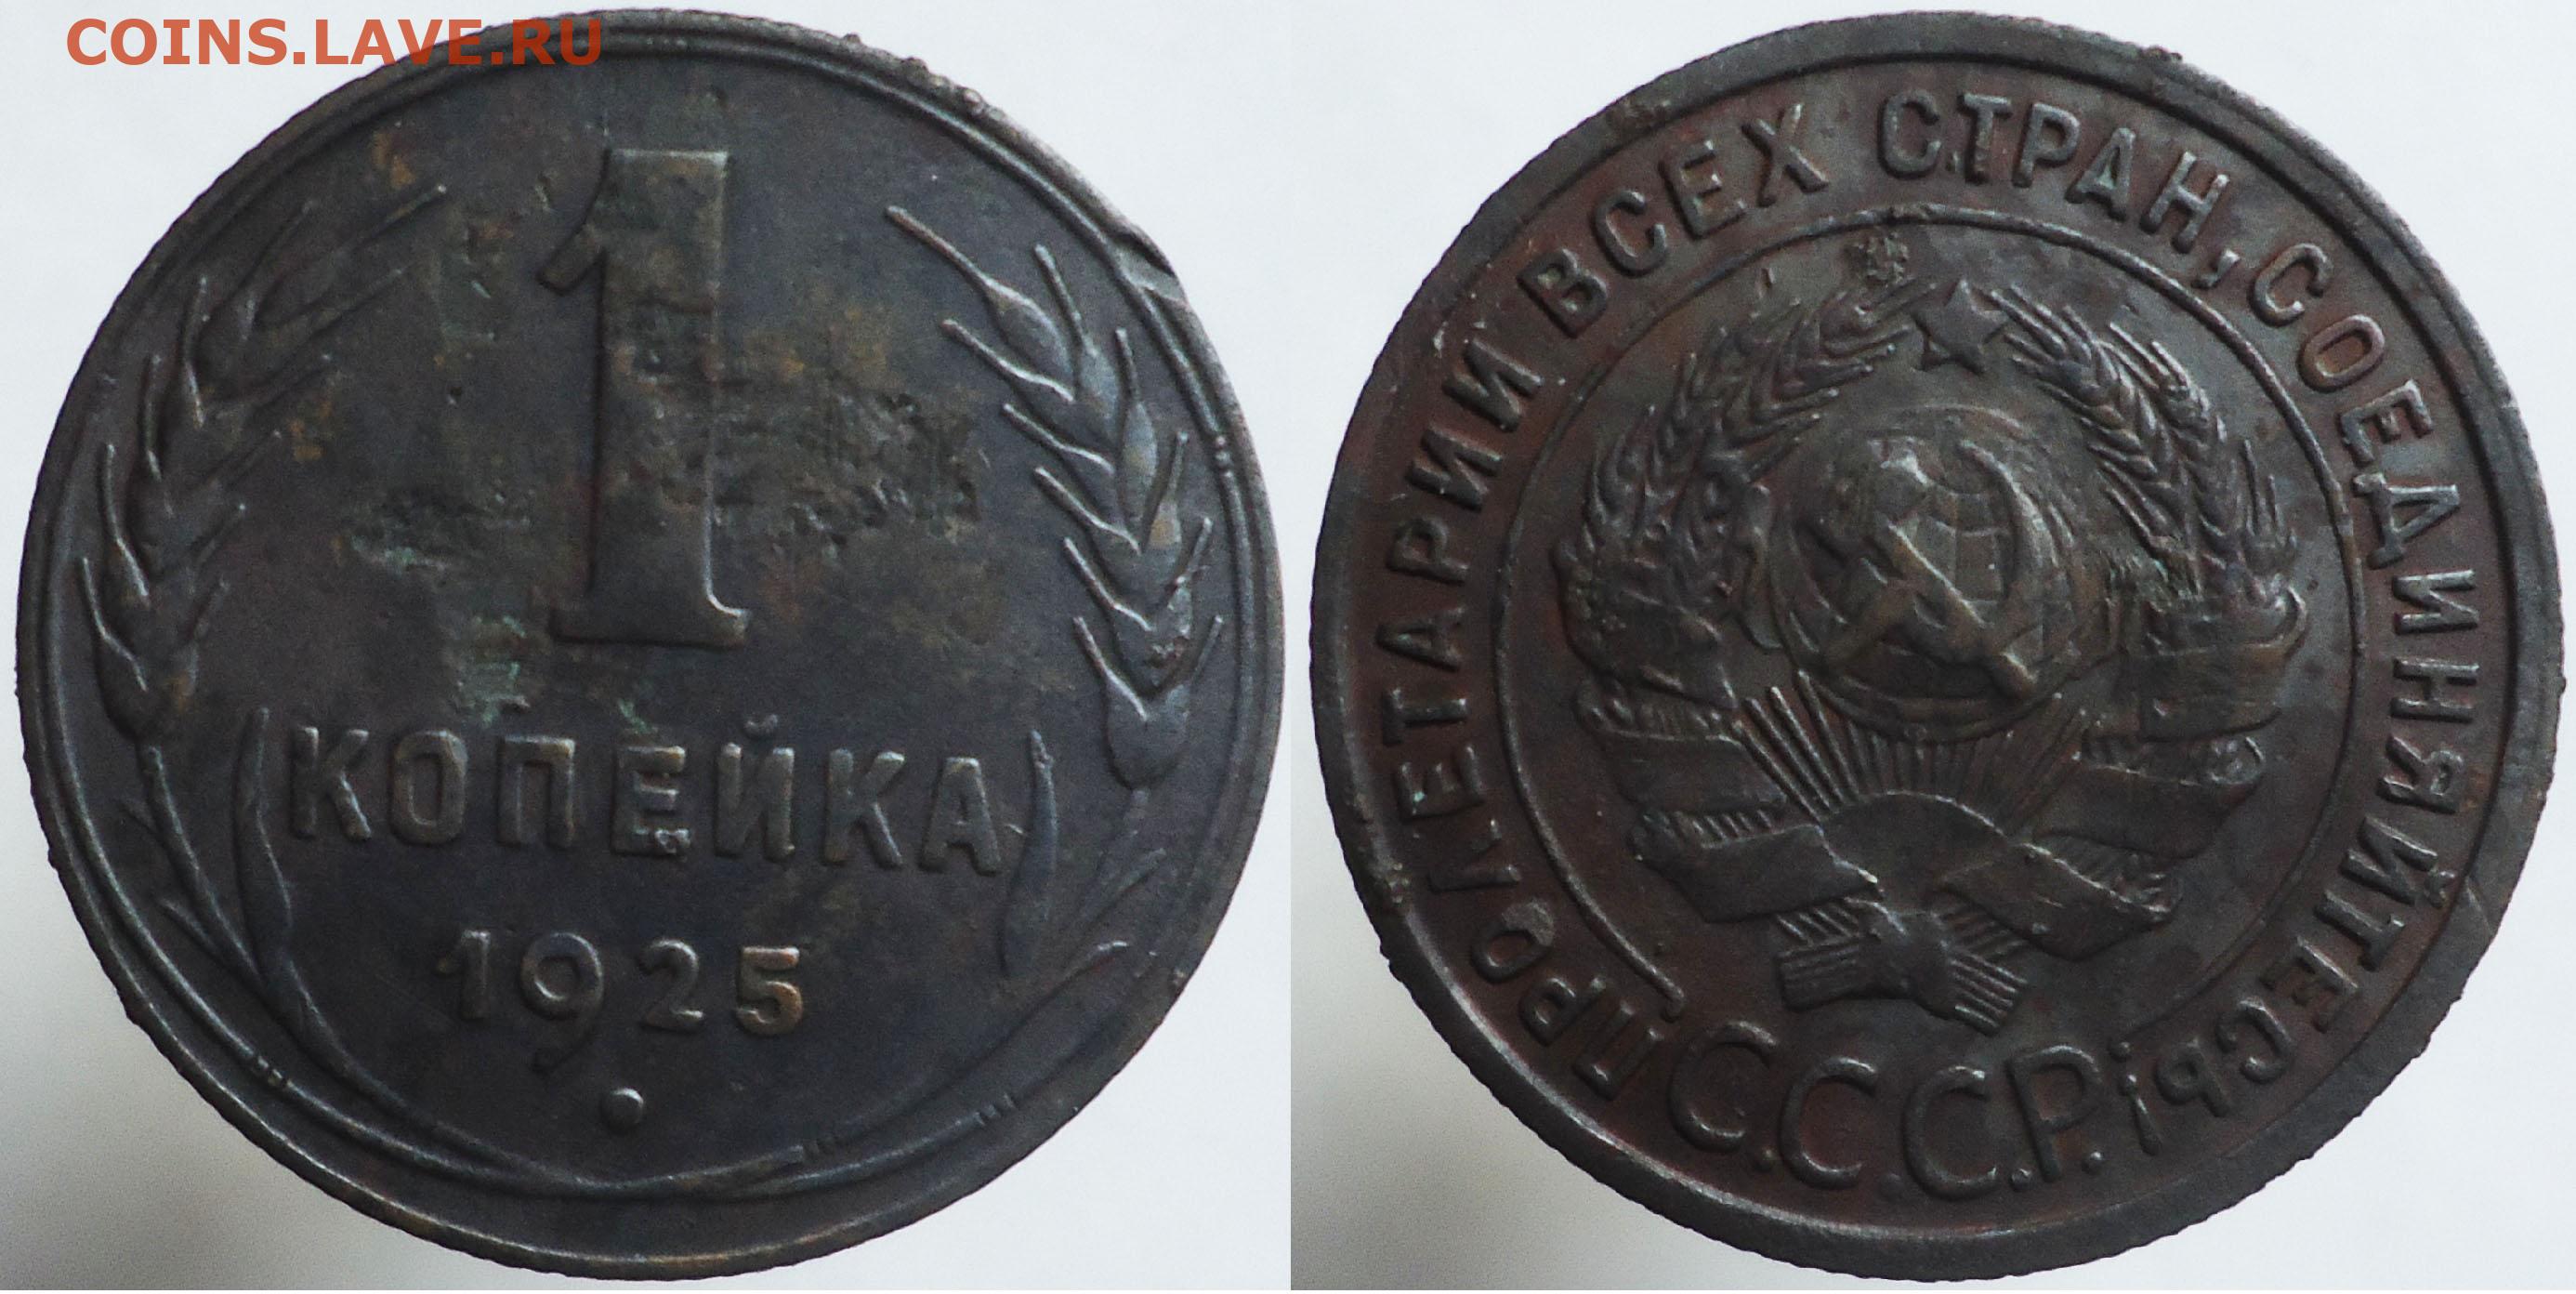 COINS.LAVE.RU
1
КОПЕЙКА
1925
ПРОЛЕТАРИИ ВСЕХ СТРАН, СОЕДИНЯЙТЕСЬ!
С.С.С.Р.